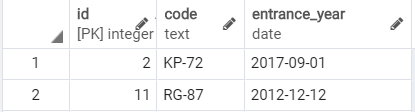 id code entrance_year
[PK] integer text date
1 2 KP-72 2017-09-01
2 11 RG-87 2012-12-12